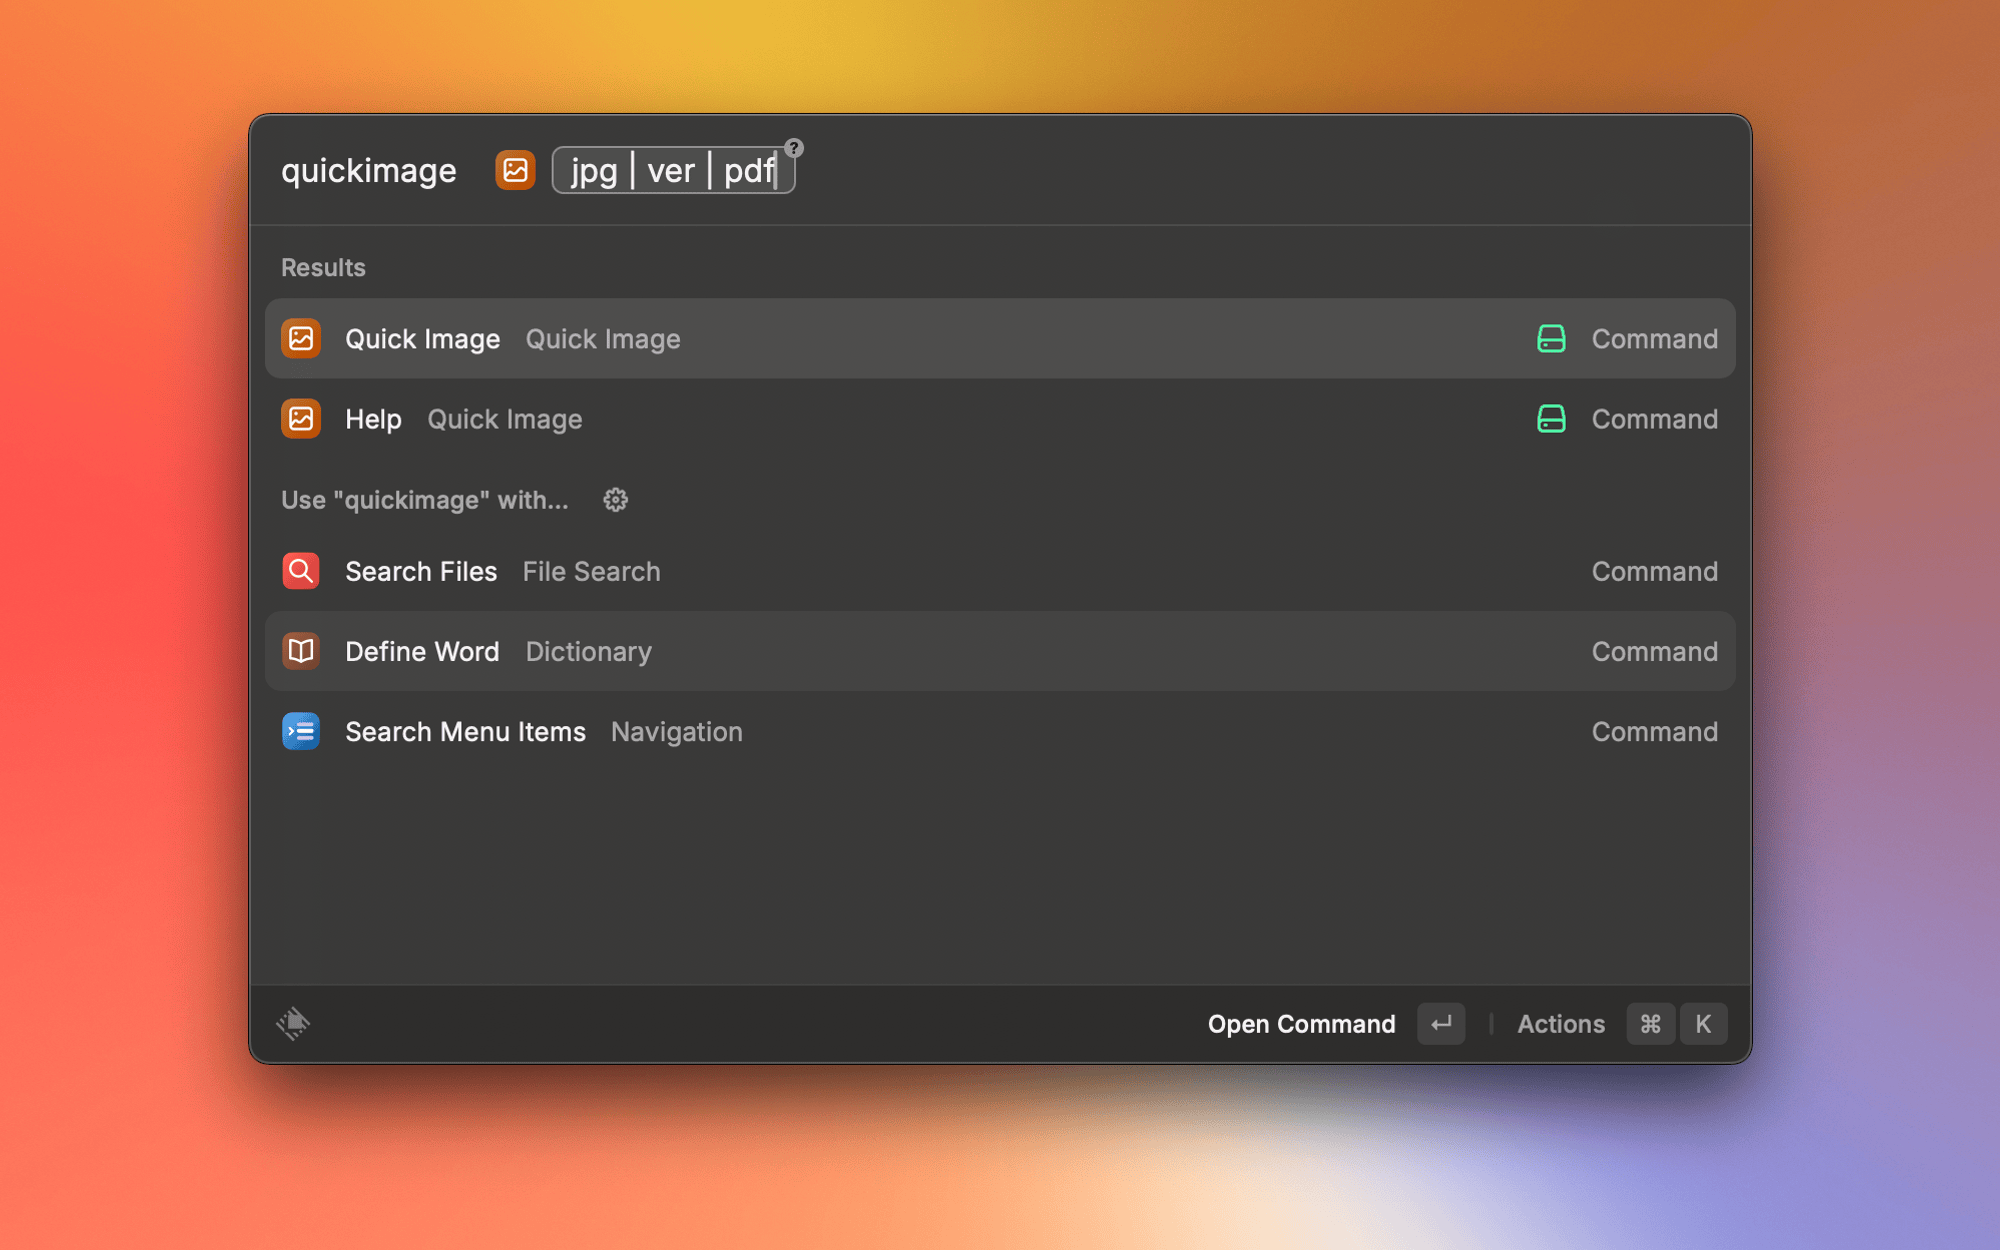 quickimage jpg | ver | pdf ?
Results
Quick Image Quick Image Command
Help Quick Image Command
Use "quickimage" with...
Search Files File Search Command
Define Word Dictionary Command
Search Menu Items Navigation Command
Open Command ↵ Actions ⌘ K